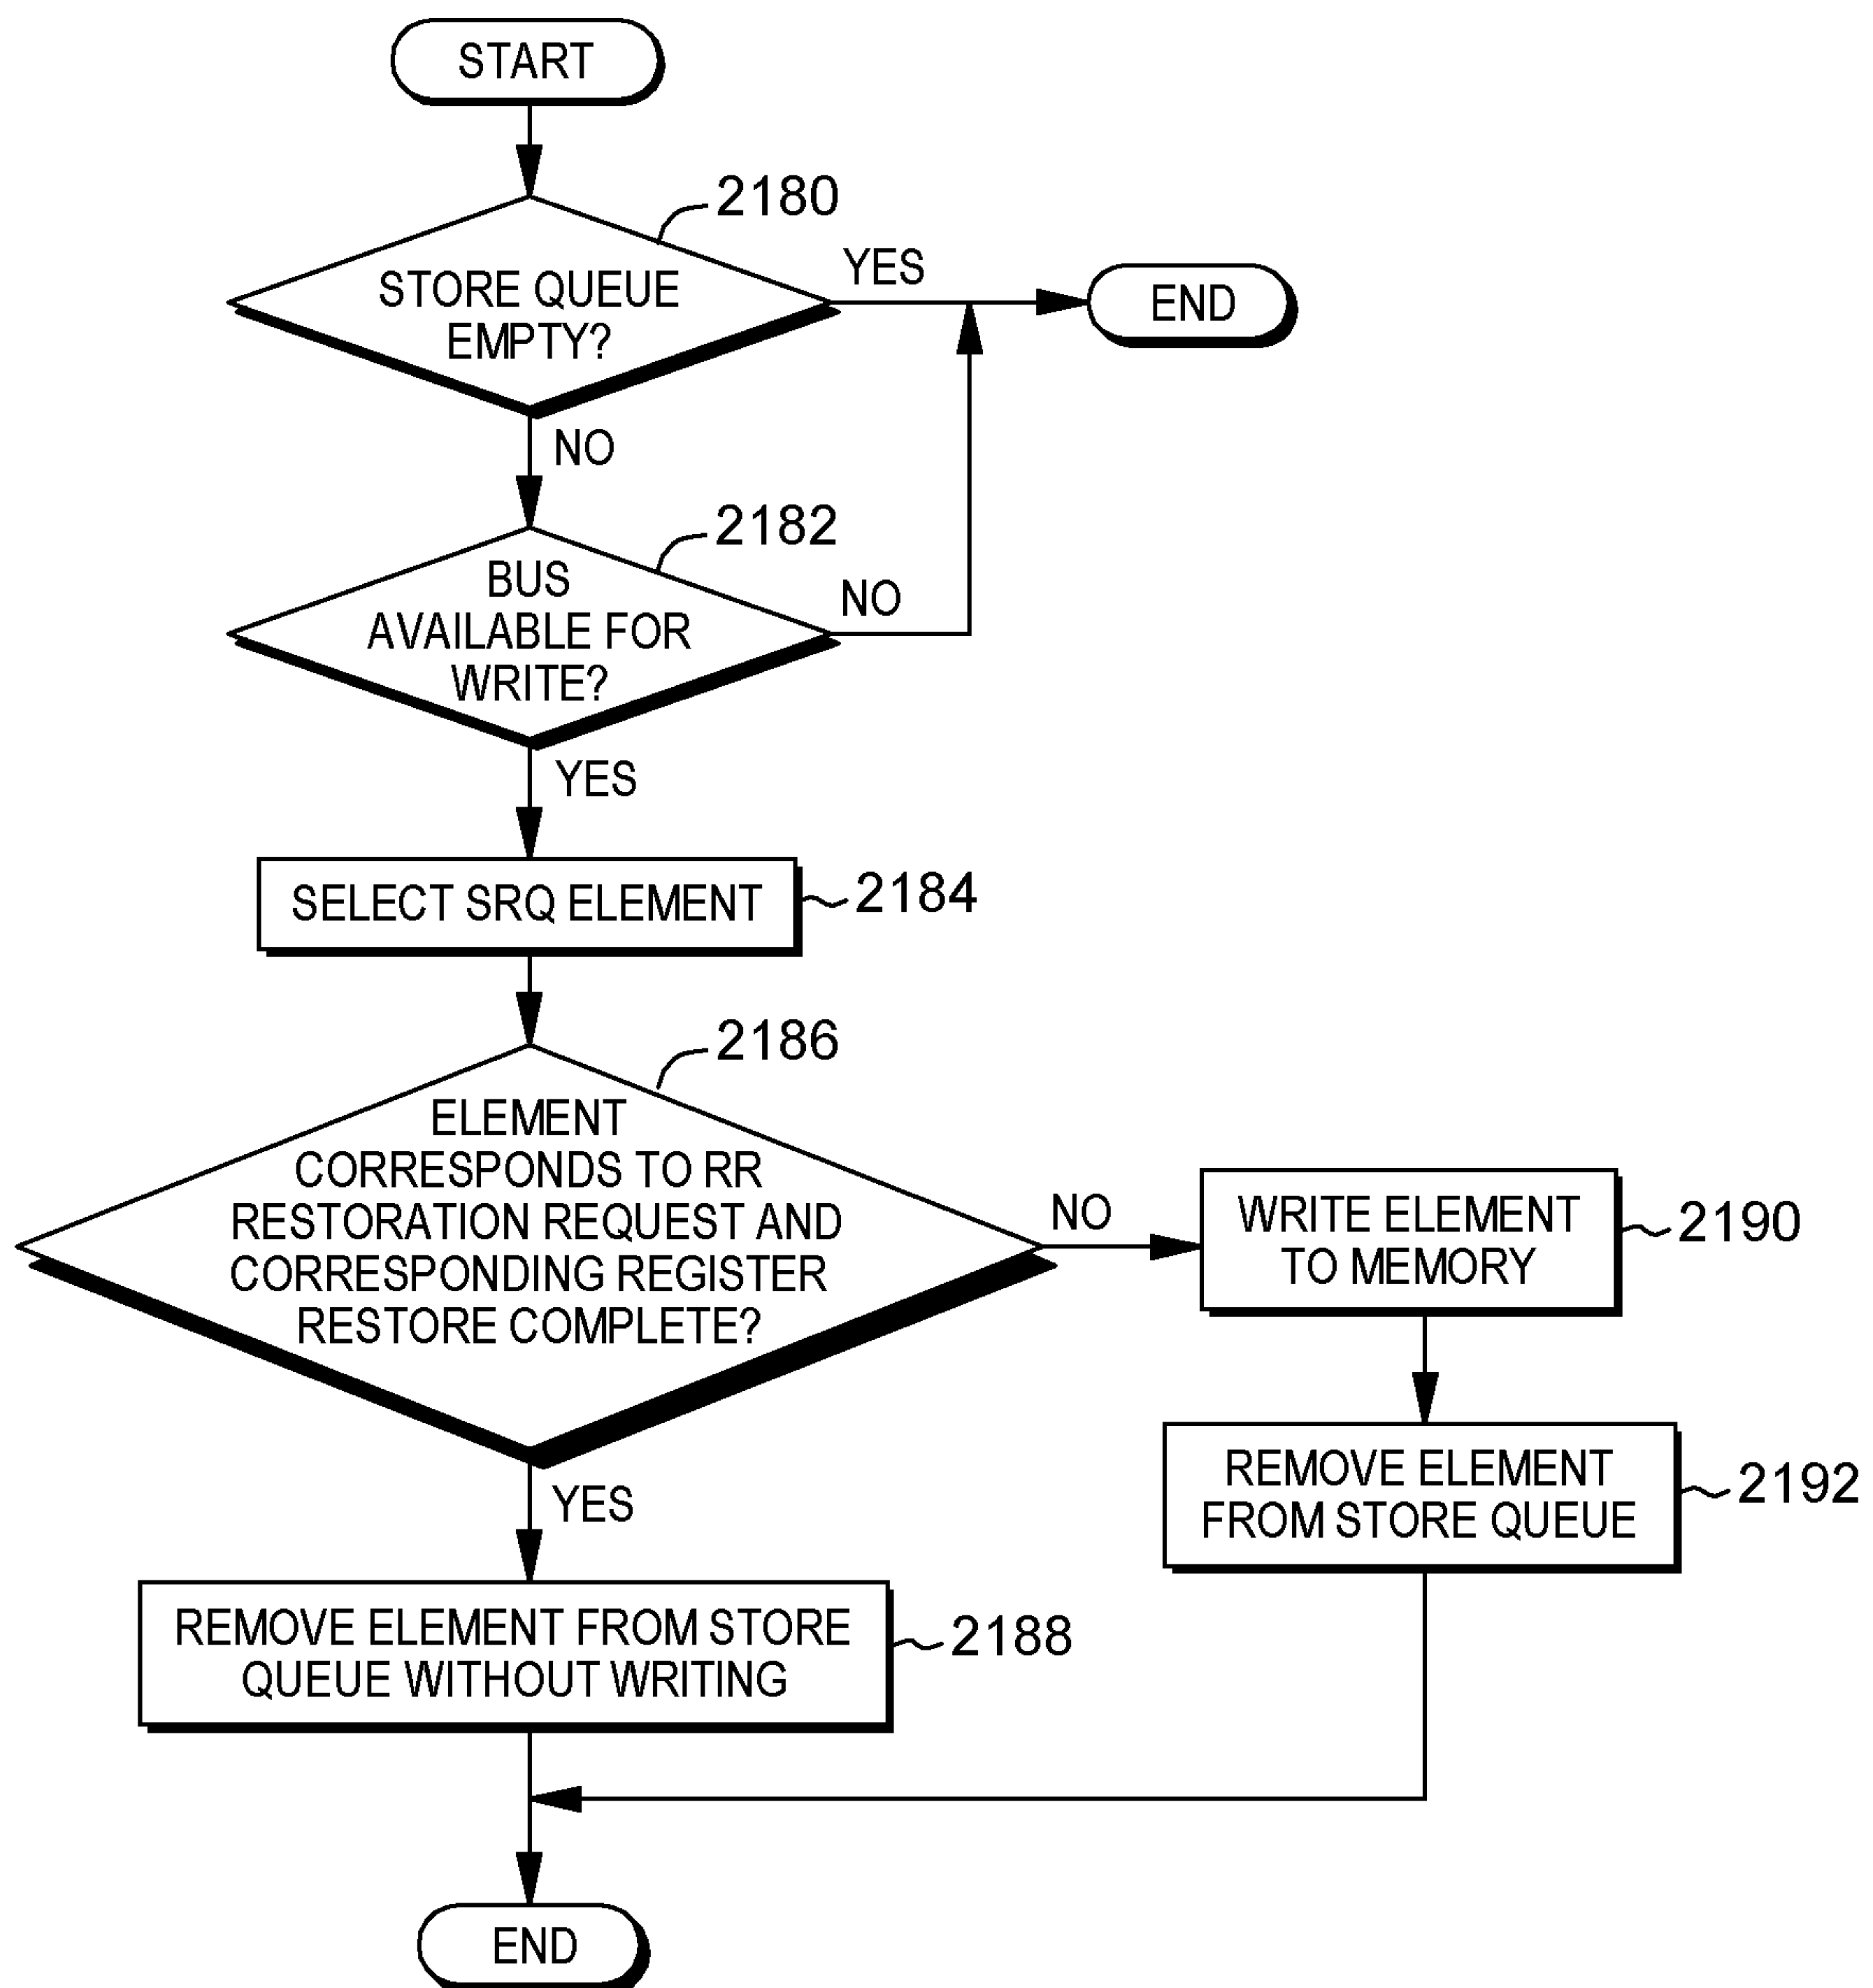 START
2180
STORE QUEUE
EMPTY?
YES
END
NO
2182
BUS
AVAILABLE FOR
WRITE?
NO
YES
SELECT SRQ ELEMENT
2184
2186
ELEMENT
CORRESPONDS TO RR
RESTORATION REQUEST AND
CORRESPONDING REGISTER
RESTORE COMPLETE?
NO
WRITE ELEMENT
TO MEMORY
2190
REMOVE ELEMENT
FROM STORE QUEUE
2192
YES
REMOVE ELEMENT FROM STORE
QUEUE WITHOUT WRITING
2188
END